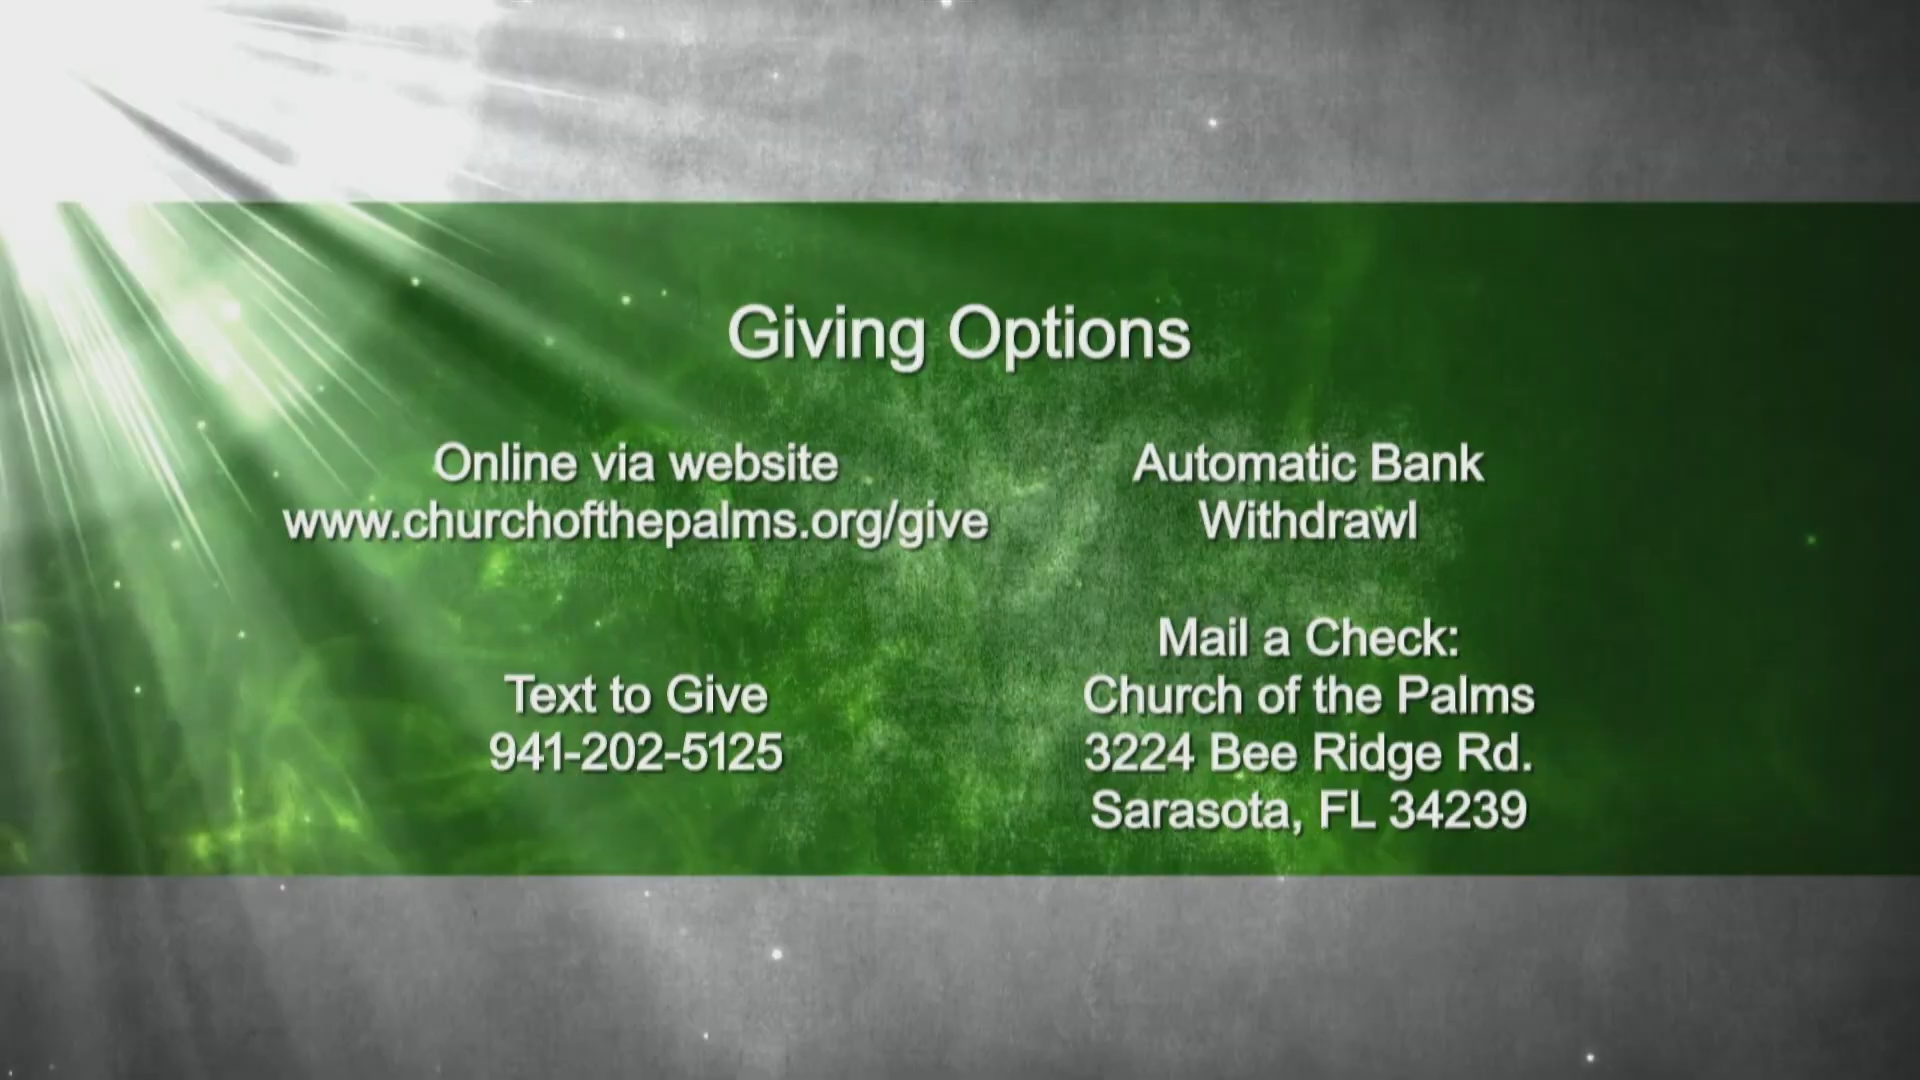 Giving Options
Online via website
www.churchofthepalms.org/give
Automatic Bank
Withdrawl
Text to Give
941-202-5125
Mail a Check:
Church of the Palms
3224 Bee Ridge Rd.
Sarasota, FL 34239